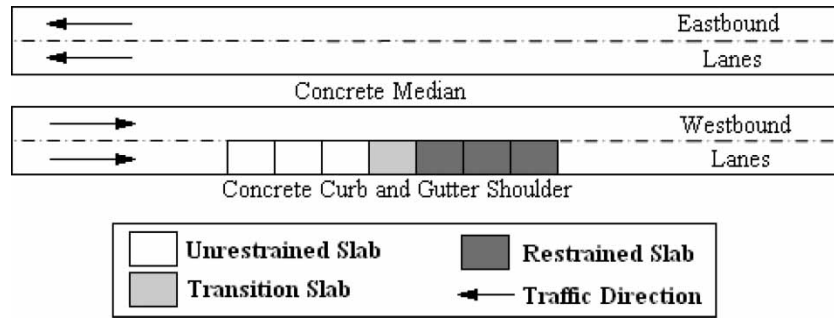 Eastbound
Lanes
Concrete Median
Westbound
Lanes
Concrete Curb and Gutter Shoulder
Unrestrained Slab
Restrained Slab
Transition Slab
Traffic Direction